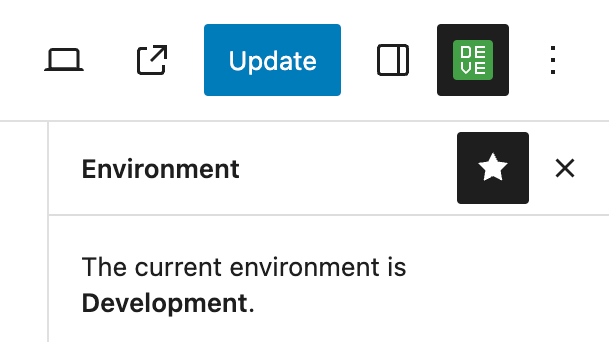 Update
DE
VE
Environment
The current environment is
Development.